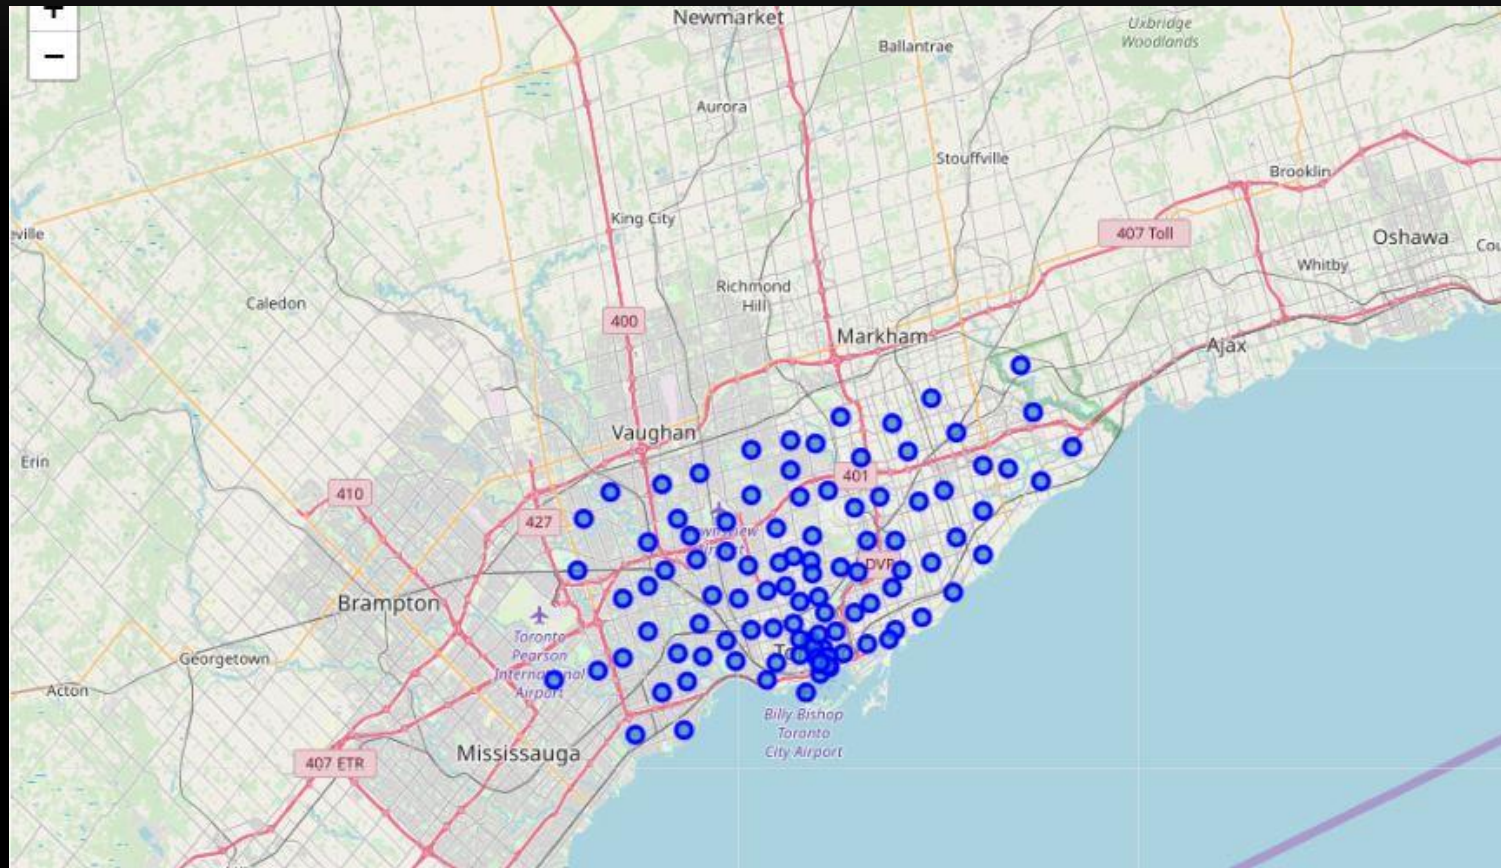 +
−
Newmarket
Uxbridge
Woodlands
Ballantrae
Aurora
Stouffville
Brooklin
King City
407 Toll
ville
Oshawa
Whitby
Richmond
Hill
Caledon
400
Markham
Ajax
Vaughan
Erin
401
410
427
DVP
Brampton
Toronto
Pearson
International
Airport
Georgetown
Acton
Billy Bishop
Toronto
City Airport
Mississauga
407 ETR